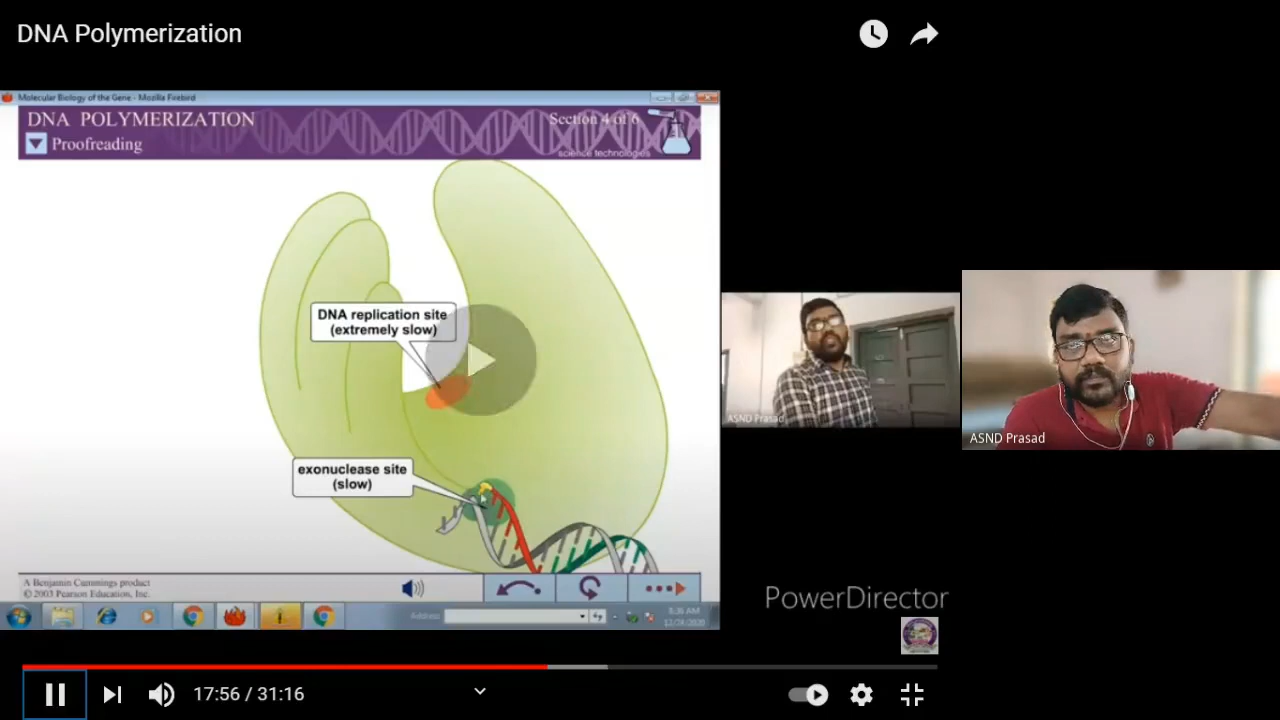 DNA Polymerization
Molecular Biology of the Gene - Mozilla Firebird
DNA POLYMERIZATION
Section 4 of 6
Proofreading
science technologies
DNA replication site
(extremely slow)
exonuclease site
(slow)
ASND Prasad
ASND Prasad
A Benjamin Cummings product
© 2003 Pearson Education, Inc.
Address
PowerDirector
17:56 / 31:16